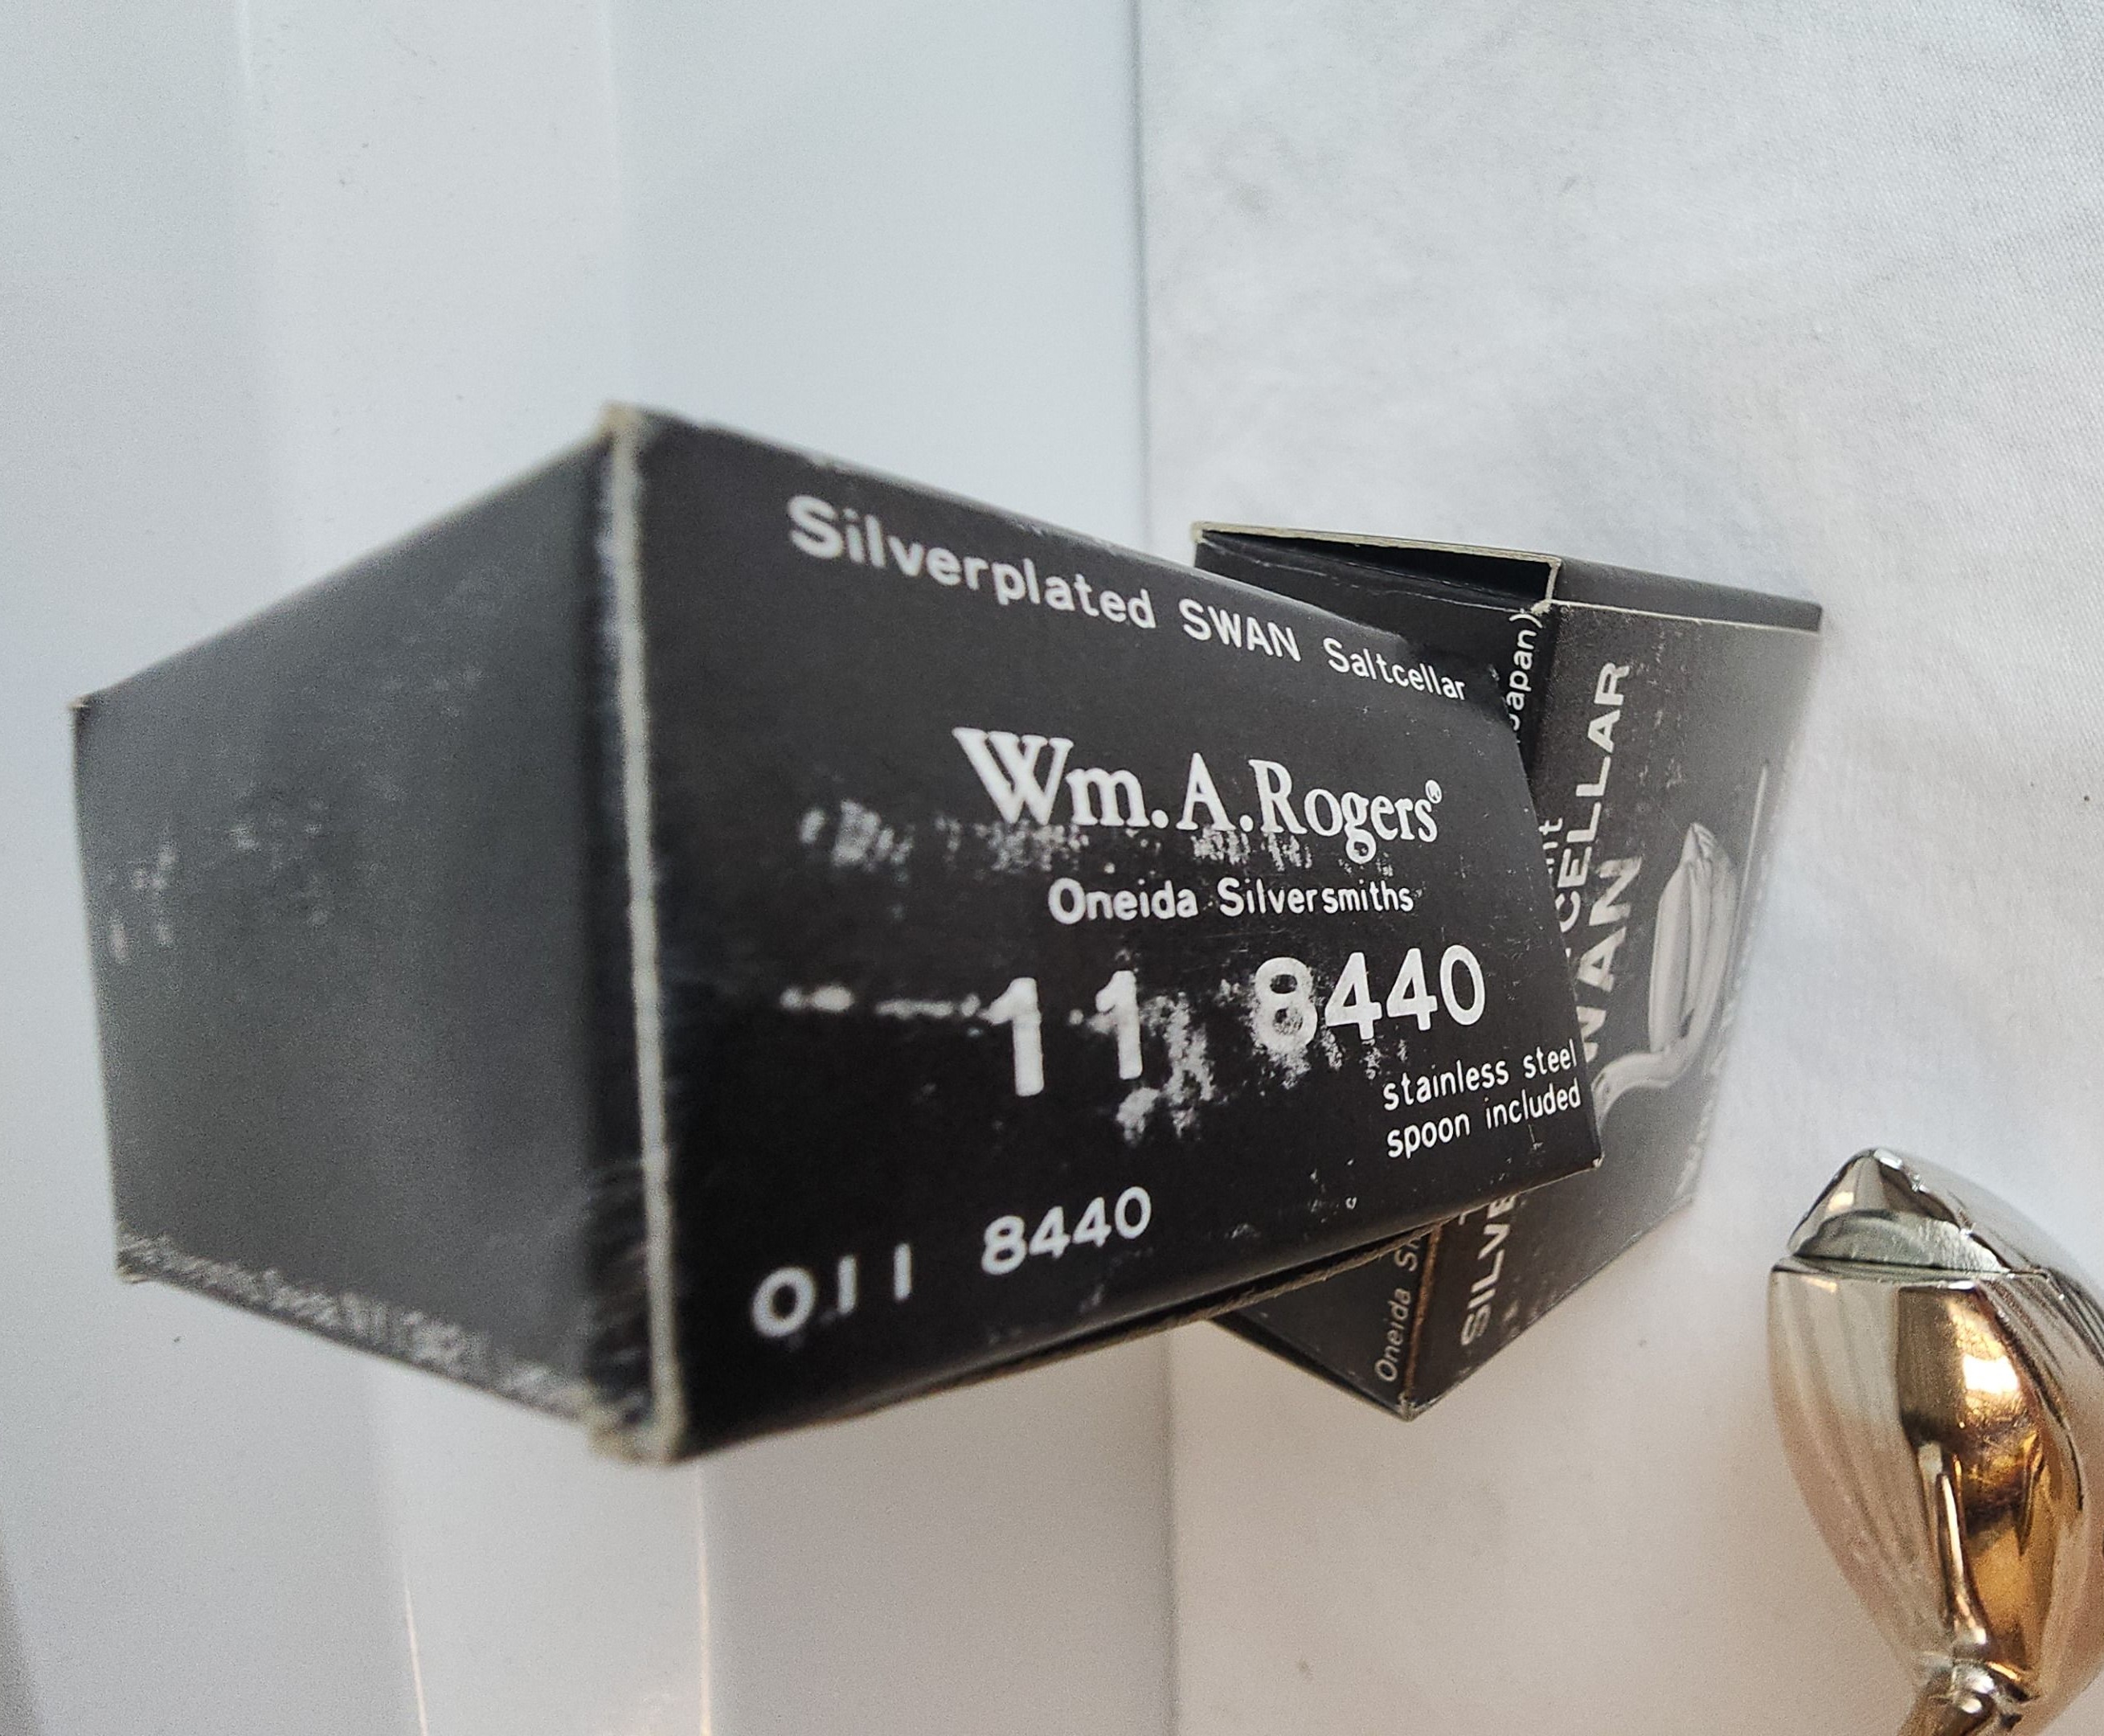 Silverplated SWAN Saltcellar
Wm.A.Rogers®
Oneida Silversmiths
11 8440
stainless steel
spoon included
011 8440
Japan)
CELLAR
WAN
Oneida
SILVE